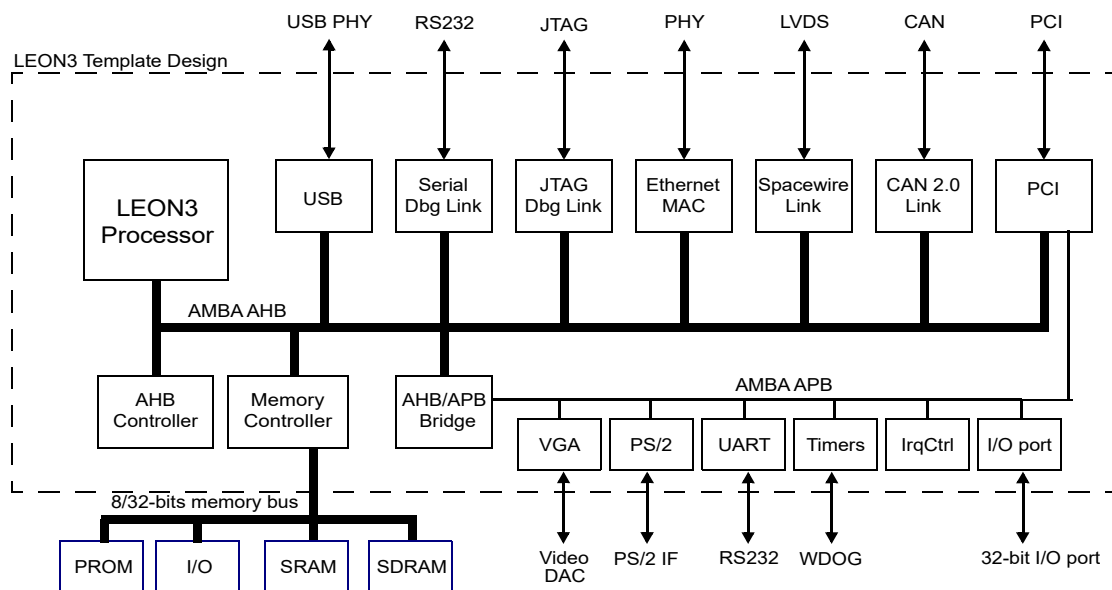 USB PHY
RS232
JTAG
PHY
LVDS
CAN
PCI
LEON3 Template Design
LEON3
Processor
USB
Serial
Dbg Link
JTAG
Dbg Link
Ethernet
MAC
Spacewire
Link
CAN 2.0
Link
PCI
AMBA AHB
AHB
Controller
Memory
Controller
AHB/APB
Bridge
AMBA APB
VGA
PS/2
UART
Timers
IrqCtrl
I/O port
8/32-bits memory bus
PROM
I/O
SRAM
SDRAM
Video
DAC
PS/2 IF
RS232
WDOG
32-bit I/O port